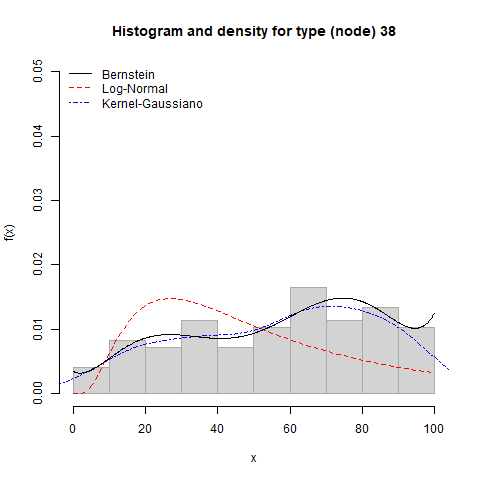 Histogram and density for type (node) 38
Bernstein
Log-Normal
Kernel-Gaussiano
f(x)
0.05
0.04
0.03
0.02
0.01
0.00
0 20 40 60 80 100
x